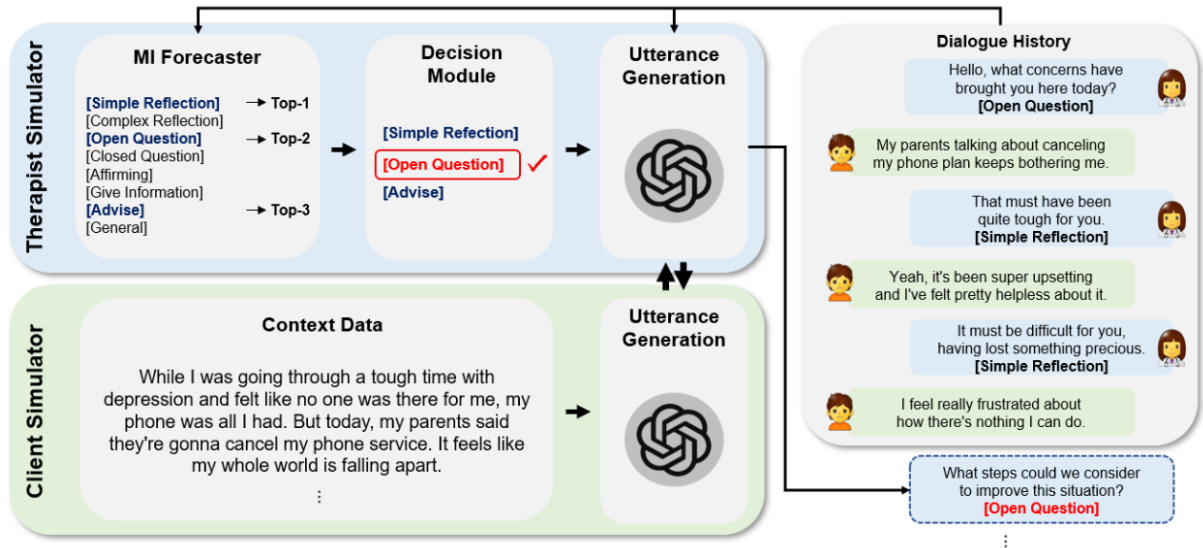 Therapist Simulator
MI Forecaster
[Simple Reflection] → Top-1
[Complex Reflection]
[Open Question] → Top-2
[Closed Question]
[Affirming]
[Give Information]
[Advise] → Top-3
[General]
Decision
Module
[Simple Refection]
[Open Question] ✓
[Advise]
Utterance
Generation
Client Simulator
Context Data
While I was going through a tough time with
depression and felt like no one was there for me, my
phone was all I had. But today, my parents said
they're gonna cancel my phone service. It feels like
my whole world is falling apart.
⋮
Utterance
Generation
Dialogue History
Hello, what concerns have
brought you here today?
[Open Question]
My parents talking about canceling
my phone plan keeps bothering me.
That must have been
quite tough for you.
[Simple Reflection]
Yeah, it's been super upsetting
and I've felt pretty helpless about it.
It must be difficult for you,
having lost something precious.
[Simple Reflection]
I feel really frustrated about
how there's nothing I can do.
What steps could we consider
to improve this situation?
[Open Question]
⋮